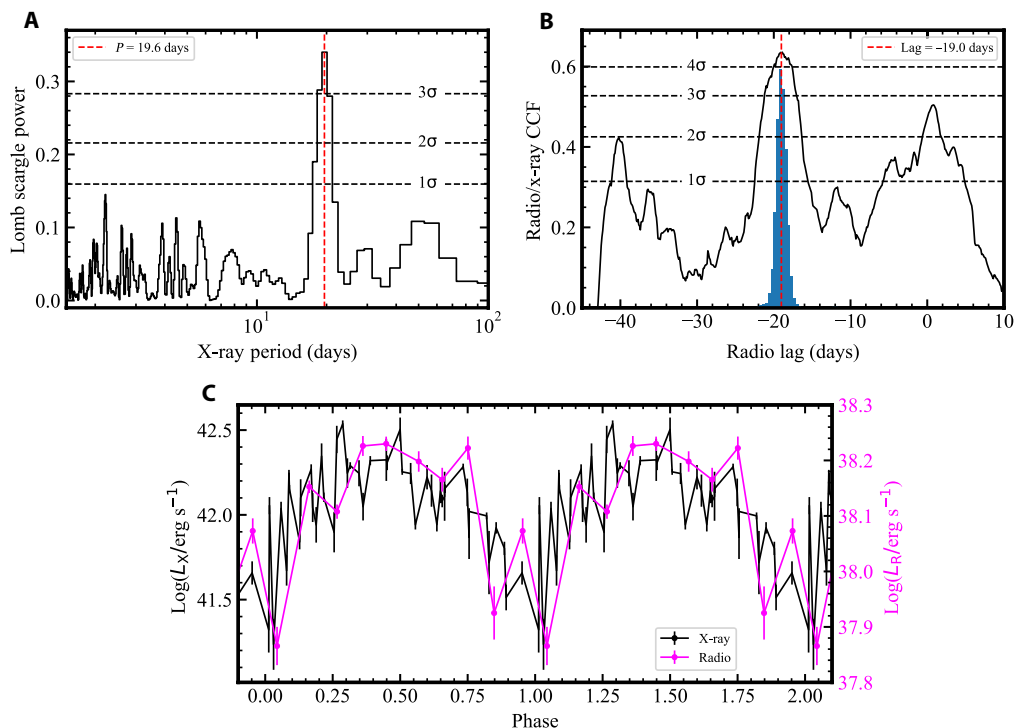 A
P = 19.6 days
Lomb scargle power
0.3
0.2
0.1
0.0
3σ
2σ
1σ
10¹
10²
X-ray period (days)
B
Lag = −19.0 days
Radio/x-ray CCF
0.6
0.4
0.2
0.0
4σ
3σ
2σ
1σ
−40
−30
−20
−10
0
10
Radio lag (days)
C
Log(L_X/erg s⁻¹)
42.5
42.0
41.5
38.3
38.2
38.1
38.0
37.9
37.8
Log(L_R/erg s⁻¹)
X-ray
Radio
0.00
0.25
0.50
0.75
1.00
1.25
1.50
1.75
2.00
Phase